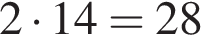 2 · 14 = 28